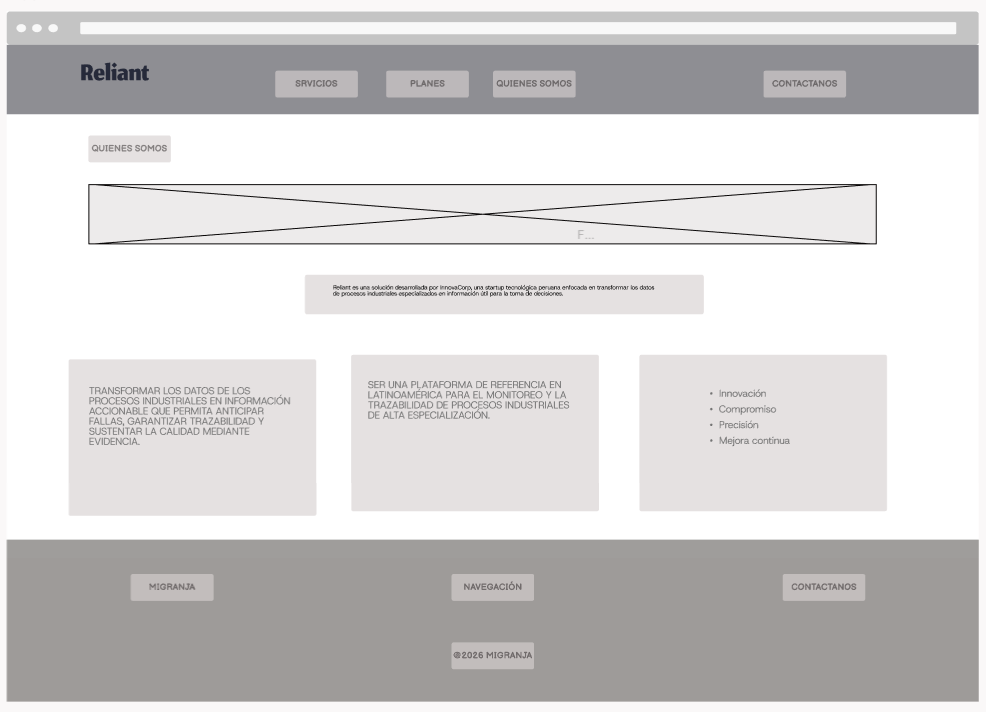 Reliant
SRVICIOS
PLANES
QUIENES SOMOS
CONTACTANOS
QUIENES SOMOS
F...
Reliant es una solución desarrollada por InnovaCorp, una startup tecnológica peruana enfocada en transformar los datos
de procesos industriales especializados en información útil para la toma de decisiones.
TRANSFORMAR LOS DATOS DE LOS
PROCESOS INDUSTRIALES EN INFORMACIÓN
ACCIONABLE QUE PERMITA ANTICIPAR
FALLAS, GARANTIZAR TRAZABILIDAD Y
SUSTENTAR LA CALIDAD MEDIANTE
EVIDENCIA.
SER UNA PLATAFORMA DE REFERENCIA EN
LATINOAMÉRICA PARA EL MONITOREO Y LA
TRAZABILIDAD DE PROCESOS INDUSTRIALES
DE ALTA ESPECIALIZACIÓN.
• Innovación
• Compromiso
• Precisión
• Mejora continua
MIGRANJA
NAVEGACIÓN
CONTACTANOS
@2026 MIGRANJA